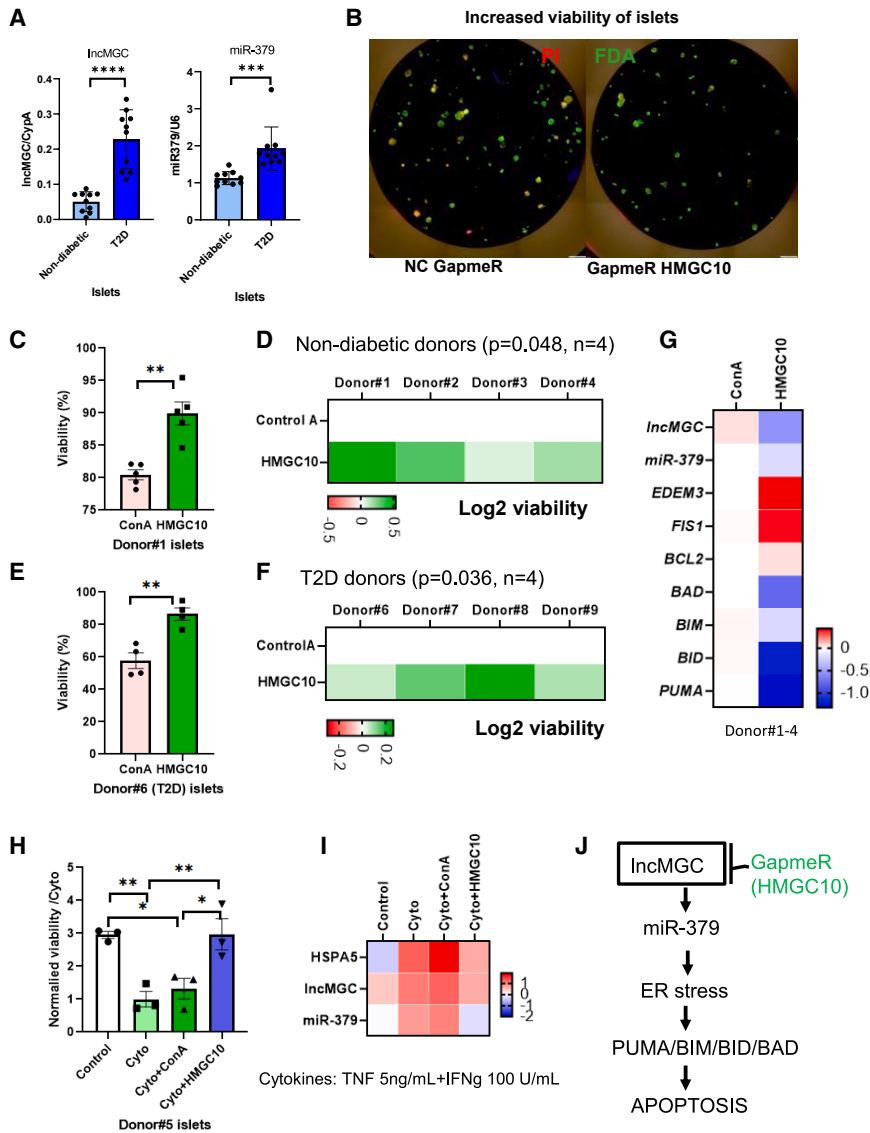 A
lncMGC
****
lncMGC/CypA
0.4
0.3
0.2
0.1
0.0
Non-diabetic
T2D
Islets
miR-379
***
miR379/U6
4
3
2
1
0
Non-diabetic
T2D
Islets
B
Increased viability of islets
PI
FDA
NC GapmeR
GapmeR HMGC10
C
**
Viability (%)
100
95
90
85
80
75
ConA
HMGC10
Donor#1 islets
D
Non-diabetic donors (p=0.048, n=4)
Donor#1
Donor#2
Donor#3
Donor#4
Control A
HMGC10
-0.5
0.0
0.5
Log2 viability
E
**
Viability (%)
100
80
60
40
20
0
ConA
HMGC10
Donor#6 (T2D) islets
F
T2D donors (p=0.036, n=4)
Donor#6
Donor#7
Donor#8
Donor#9
ControlA
HMGC10
-0.2
0.0
0.2
Log2 viability
G
ConA
HMGC10
lncMGC
miR-379
EDEM3
FIS1
BCL2
BAD
BIM
BID
PUMA
0
-0.5
-1.0
Donor#1-4
H
**
**
*
*
Normalied viability /Cyto
5
4
3
2
1
0
Control
Cyto
Cyto+ConA
Cyto+HMGC10
Donor#5 islets
I
Control
Cyto
Cyto+ConA
Cyto+HMGC10
HSPA5
lncMGC
miR-379
1
0
-1
-2
Cytokines: TNF 5ng/mL+IFNg 100 U/mL
J
lncMGC
GapmeR
(HMGC10)
miR-379
ER stress
PUMA/BIM/BID/BAD
APOPTOSIS